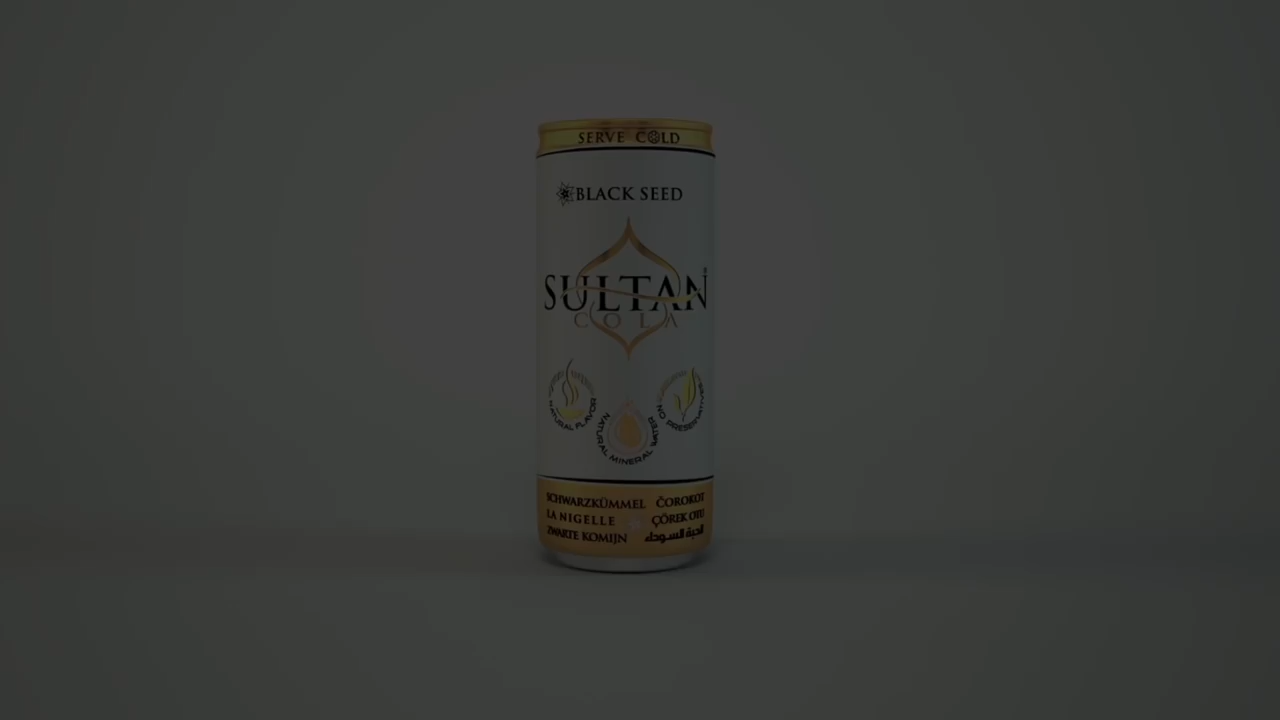 SERVE COLD
BLACK SEED
SULTAN®
COLA
NATURAL FLAVOR
NATURAL MINERAL WATER
NO PRESERVATIVES
SCHWARZKÜMMEL ČOROKOT
LA NIGELLE ÇÖREK OTU
ZWARTE KOMIJN الحبة السوداء